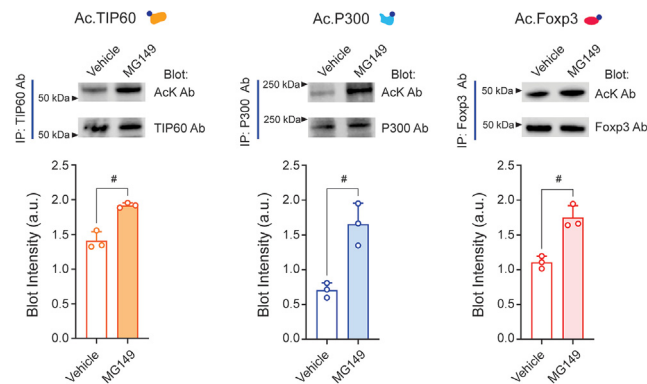 Ac.TIP60
Vehicle
MG149
Blot:
IP: TIP60 Ab
50 kDa
AcK Ab
50 kDa
TIP60 Ab
Blot Intensity (a.u.)
2.5
2.0
1.5
1.0
0.5
0.0
#
Vehicle
MG149
Ac.P300
Vehicle
MG149
Blot:
IP: P300 Ab
250 kDa
AcK Ab
250 kDa
P300 Ab
Blot Intensity (a.u.)
2.5
2.0
1.5
1.0
0.5
0.0
#
Vehicle
MG149
Ac.Foxp3
Vehicle
MG149
Blot:
IP: Foxp3 Ab
50 kDa
AcK Ab
50 kDa
Foxp3 Ab
Blot Intensity (a.u.)
2.5
2.0
1.5
1.0
0.5
0.0
#
Vehicle
MG149